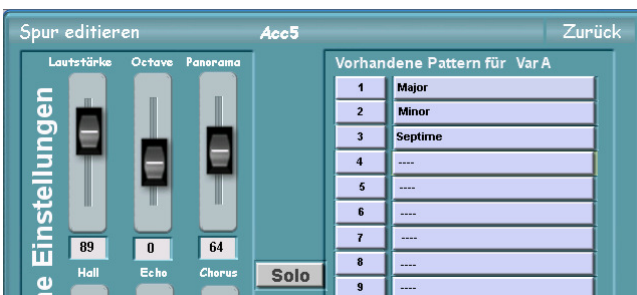 Spur editieren Acc5 Zurück
Lautstärke Octave Panorama
89 0 64
Hall Echo Chorus
e Einstellungen
Solo
Vorhandene Pattern für Var A
1 Major
2 Minor
3 Septime
4 ----
5 ----
6 ----
7 ----
8 ----
9 ----